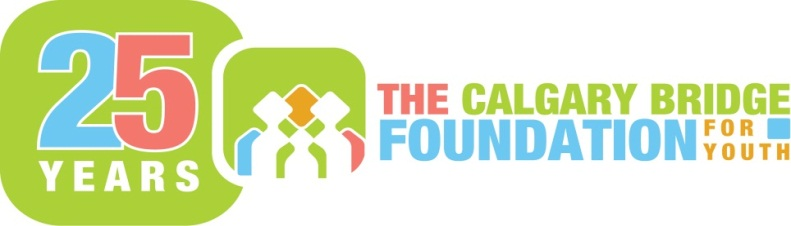 25
YEARS
THE CALGARY BRIDGE
FOUNDATION FOR YOUTH